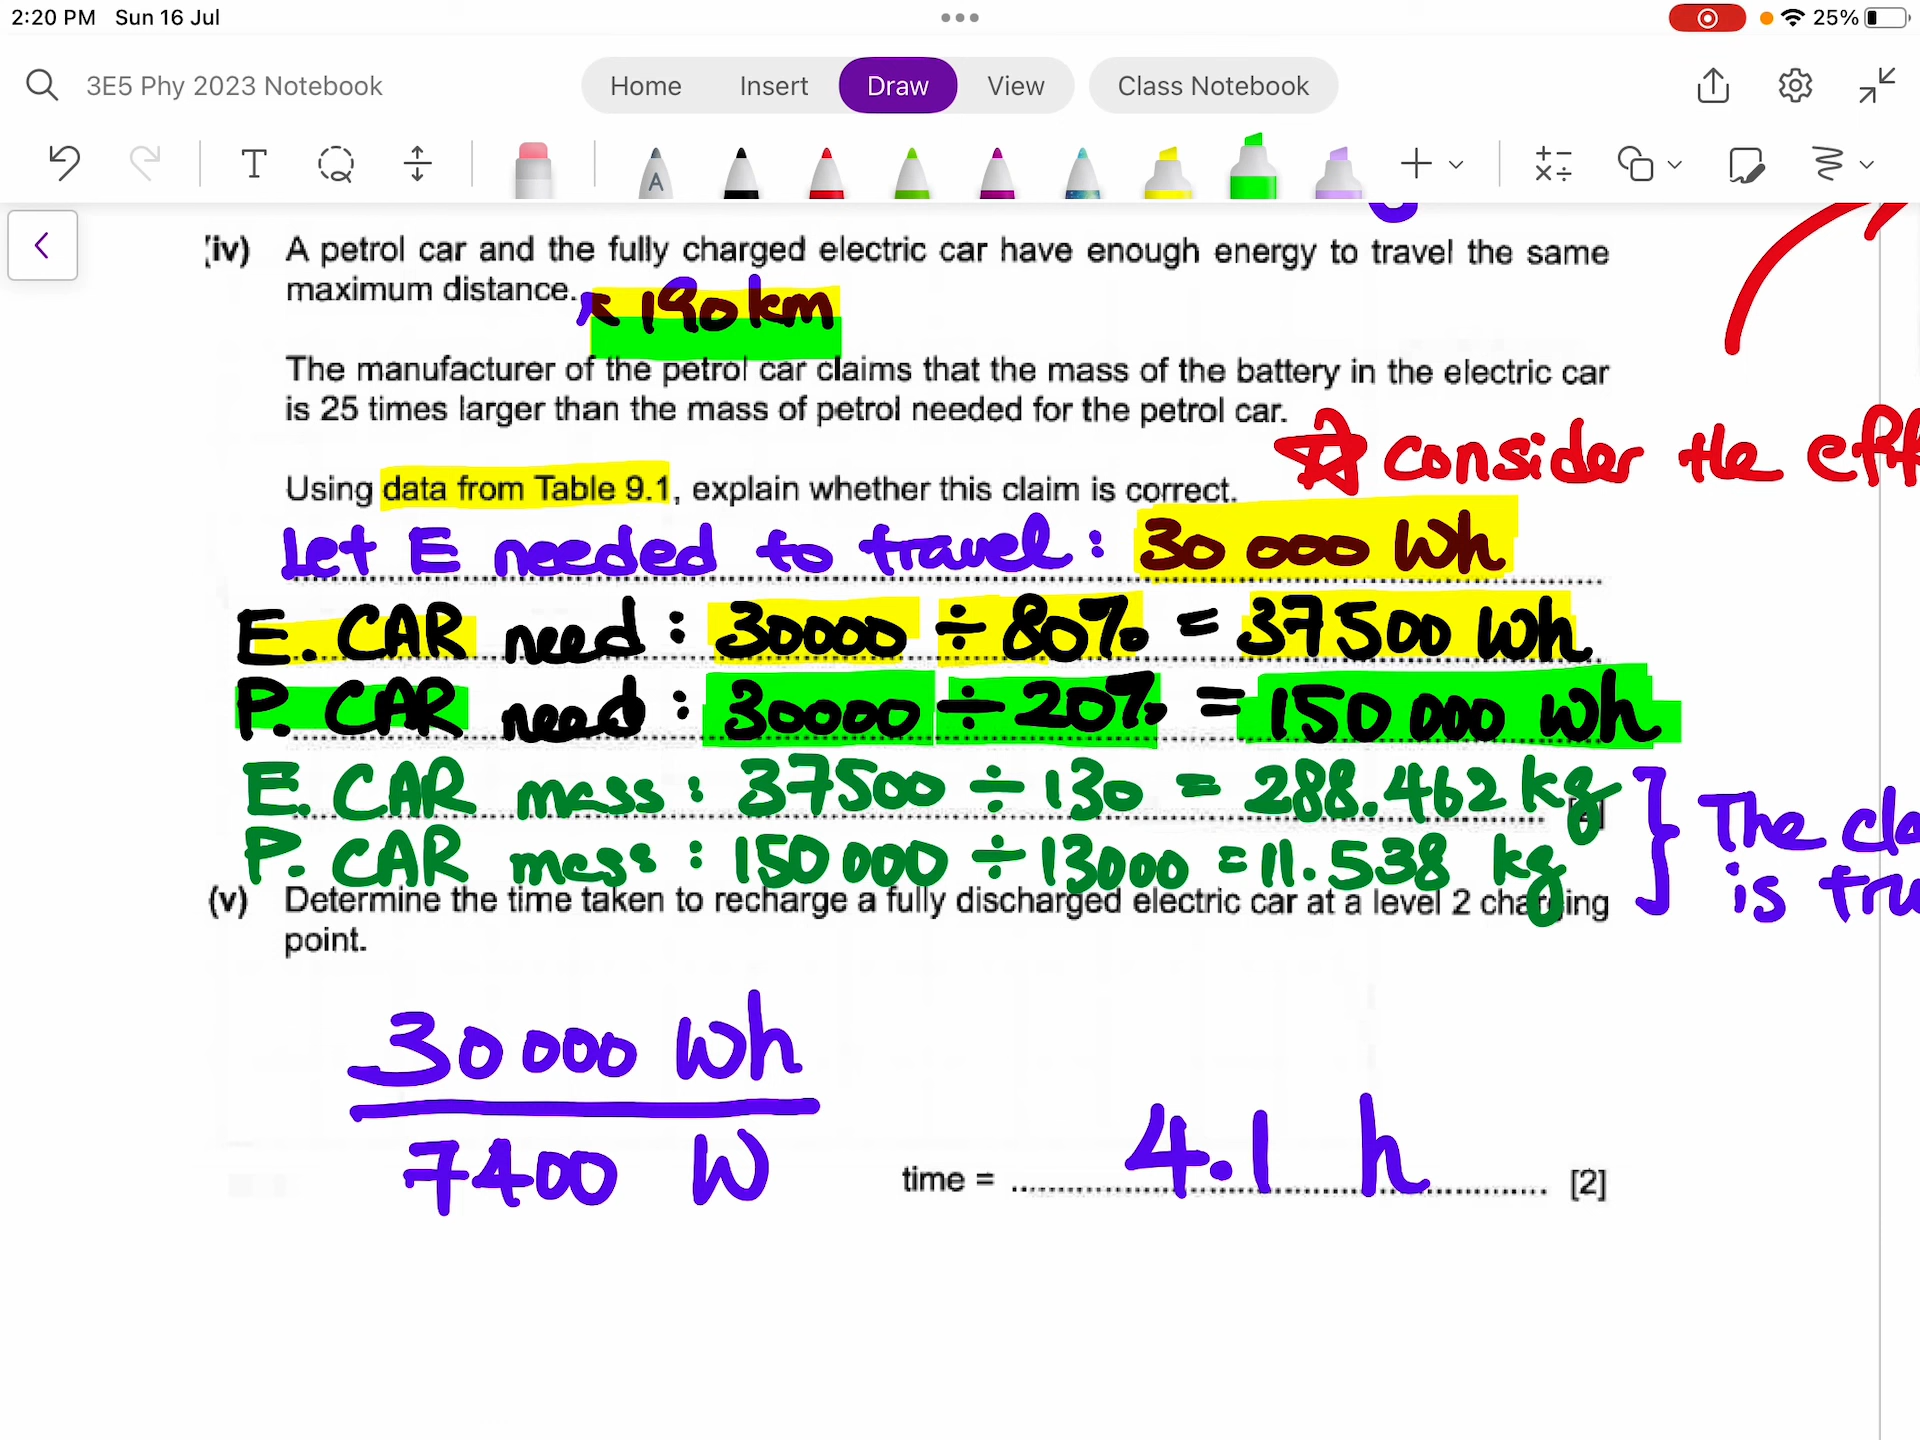 2:20 PM Sun 16 Jul
25%
3E5 Phy 2023 Notebook
Home Insert Draw View Class Notebook
T
A
(iv) A petrol car and the fully charged electric car have enough energy to travel the same
maximum distance.
190 km
The manufacturer of the petrol car claims that the mass of the battery in the electric car
is 25 times larger than the mass of petrol needed for the petrol car.
☆ consider the eff
Using data from Table 9.1, explain whether this claim is correct.
Let E needed to travel : 30 000 Wh
E. CAR need : 30000 ÷ 80% = 37500 Wh
P. CAR need : 30000 ÷ 20% = 150 000 Wh
E. CAR mass : 37500 ÷ 130 = 288.462 kg
P. CAR mass : 150 000 ÷ 13000 = 11.538 kg
The cla
is tru
(v) Determine the time taken to recharge a fully discharged electric car at a level 2 charging
point.
30 000 Wh
7400 W
time = 4.1 h [2]